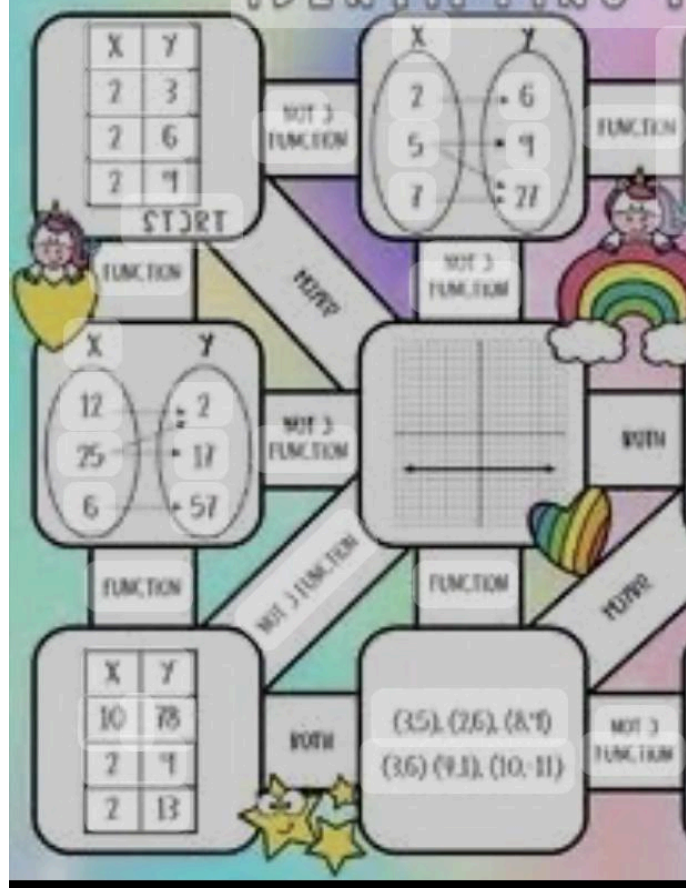 X Y
2 3
2 6
2 9
START
NOT A
FUNCTION
X Y
2 6
5 9
7 27
FUNCTION
FUNCTION
NOT A
FUNCTION
X Y
12 2
25 17
6 57
NOT A
FUNCTION
BOTH
FUNCTION
NOT A FUNCTION
FUNCTION
X Y
10 78
2 9
2 13
BOTH
(3,5), (2,6), (8,9)
(3,6) (9,1), (10,-11)
NOT A
FUNCTION